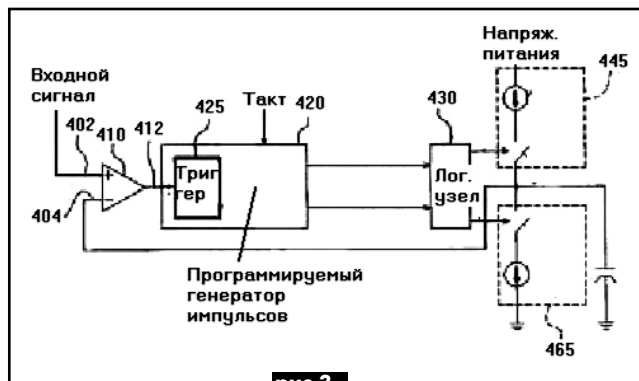 Напряж.
питания
445
Входной
сигнал
402
410
412
425
Такт
420
430
+
−
404
Триг
гер
Лог.
узел
Программируемый
генератор
импульсов
465
рис 3